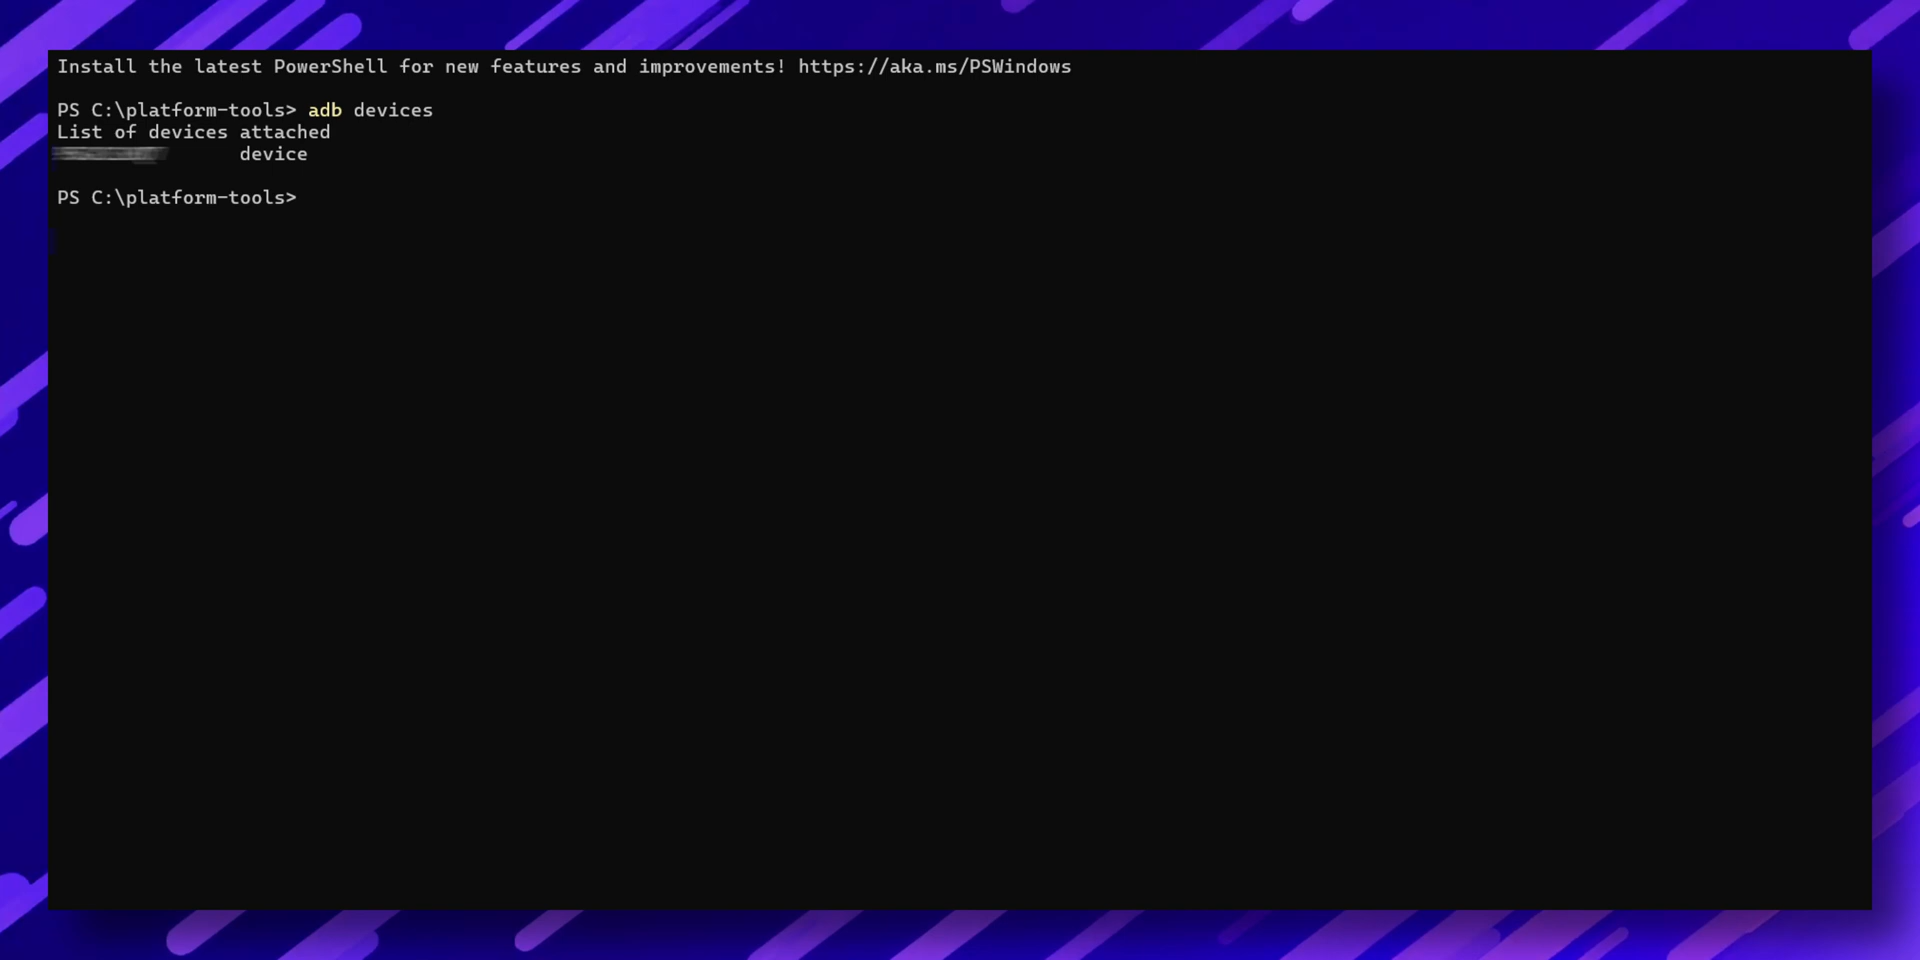 Install the latest PowerShell for new features and improvements! https://aka.ms/PSWindows
PS C:\platform-tools> adb devices
List of devices attached
device
PS C:\platform-tools>